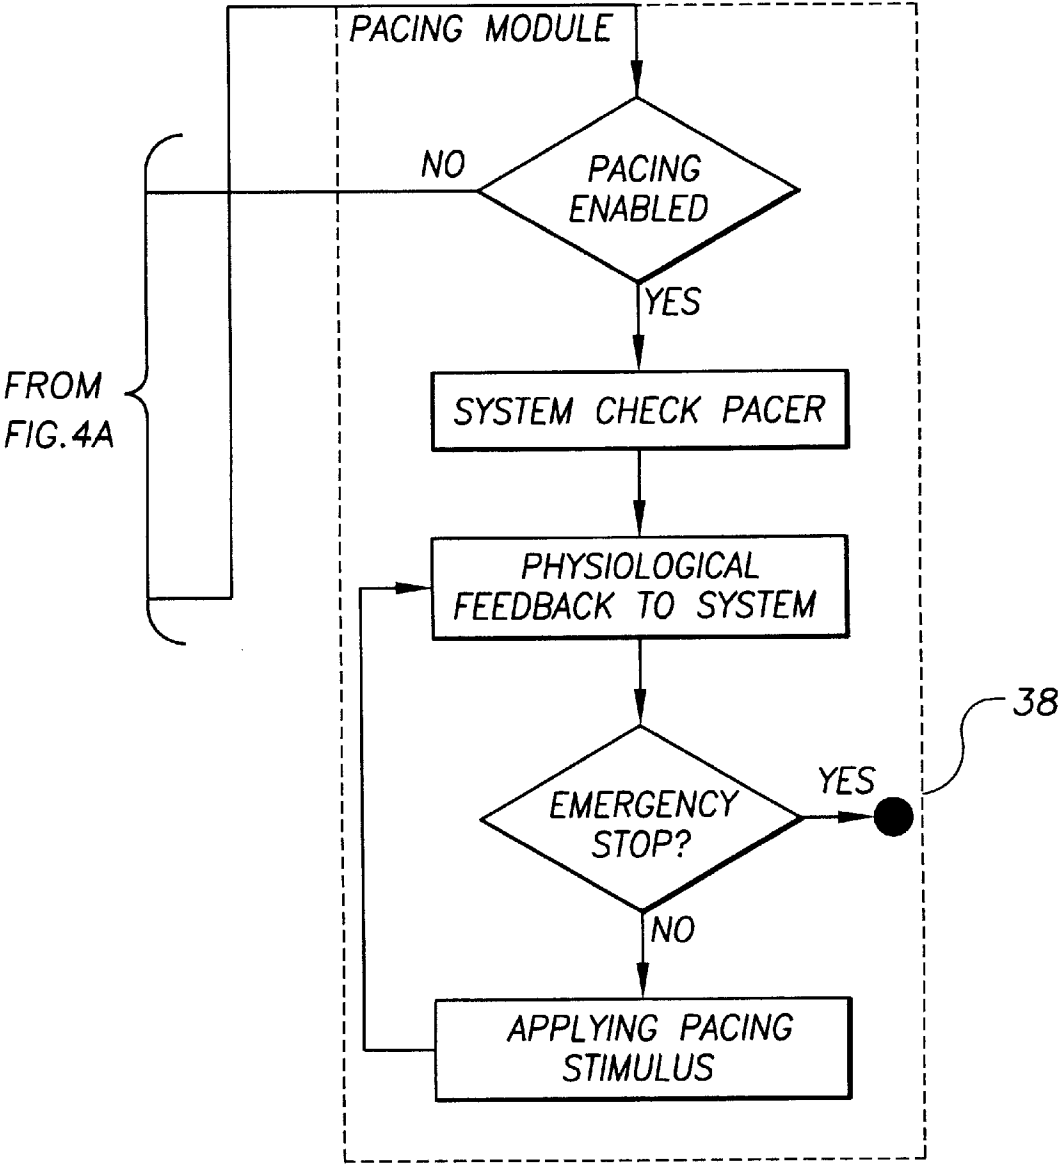 PACING MODULE
NO
PACING
ENABLED
YES
FROM
FIG.4A
SYSTEM CHECK PACER
PHYSIOLOGICAL
FEEDBACK TO SYSTEM
38
YES
EMERGENCY
STOP?
NO
APPLYING PACING
STIMULUS